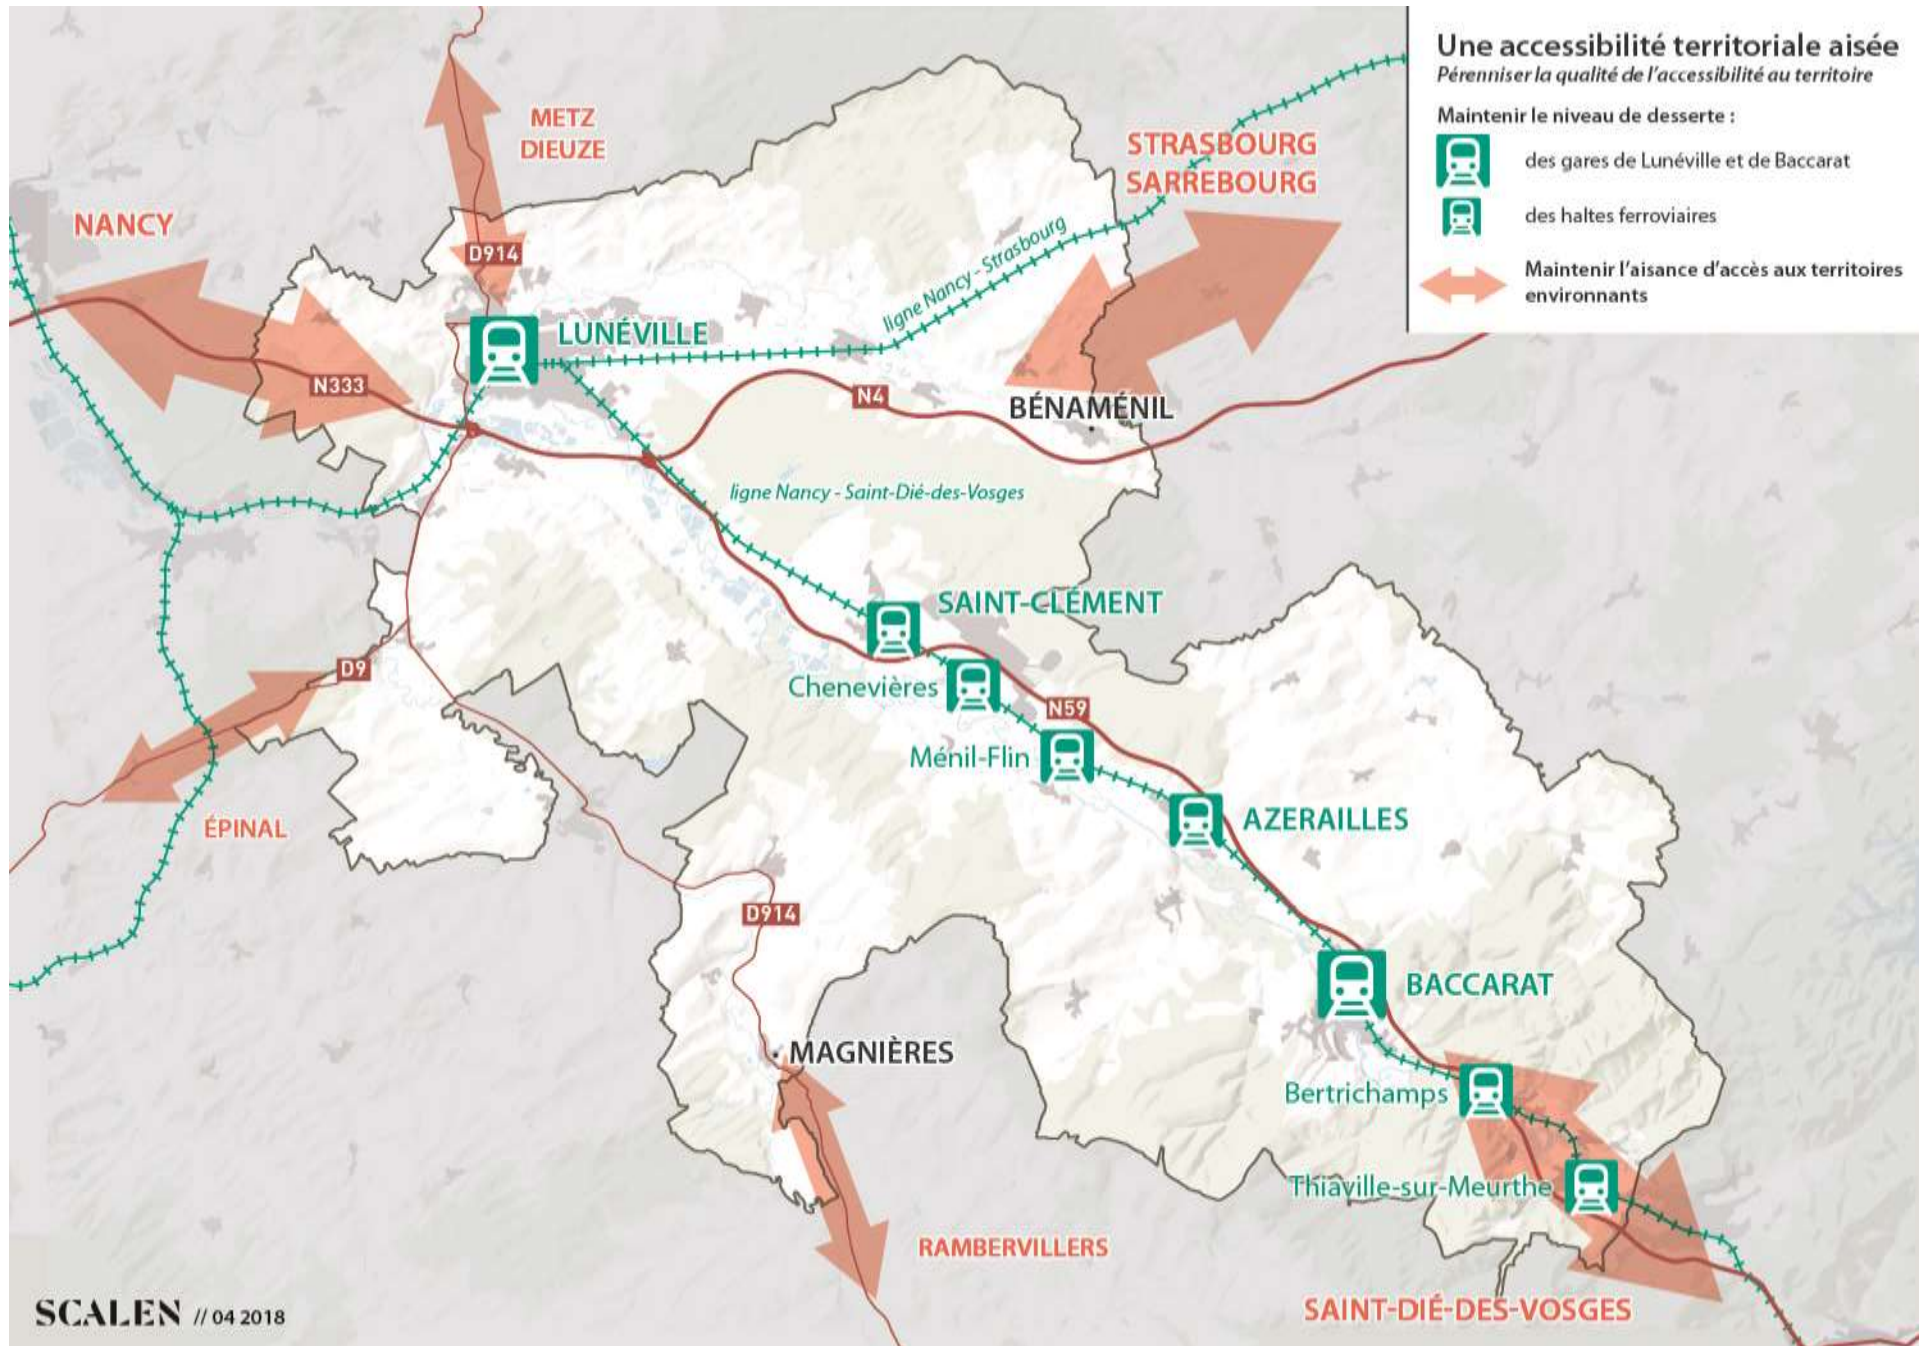 Une accessibilité territoriale aisée
Pérenniser la qualité de l'accessibilité au territoire
Maintenir le niveau de desserte :
des gares de Lunéville et de Baccarat
des haltes ferroviaires
Maintenir l'aisance d'accès aux territoires
environnants
METZ
DIEUZE
STRASBOURG
SARREBOURG
NANCY
D914
ligne Nancy - Strasbourg
LUNÉVILLE
N333
N4
BÉNAMÉNIL
ligne Nancy - Saint-Dié-des-Vosges
SAINT-CLÉMENT
D9
Chenevières
N59
Ménil-Flin
AZERAILLES
ÉPINAL
D914
BACCARAT
MAGNIÈRES
Bertrichamps
Thiaville-sur-Meurthe
RAMBERVILLERS
SAINT-DIÉ-DES-VOSGES
SCALEN // 04 2018